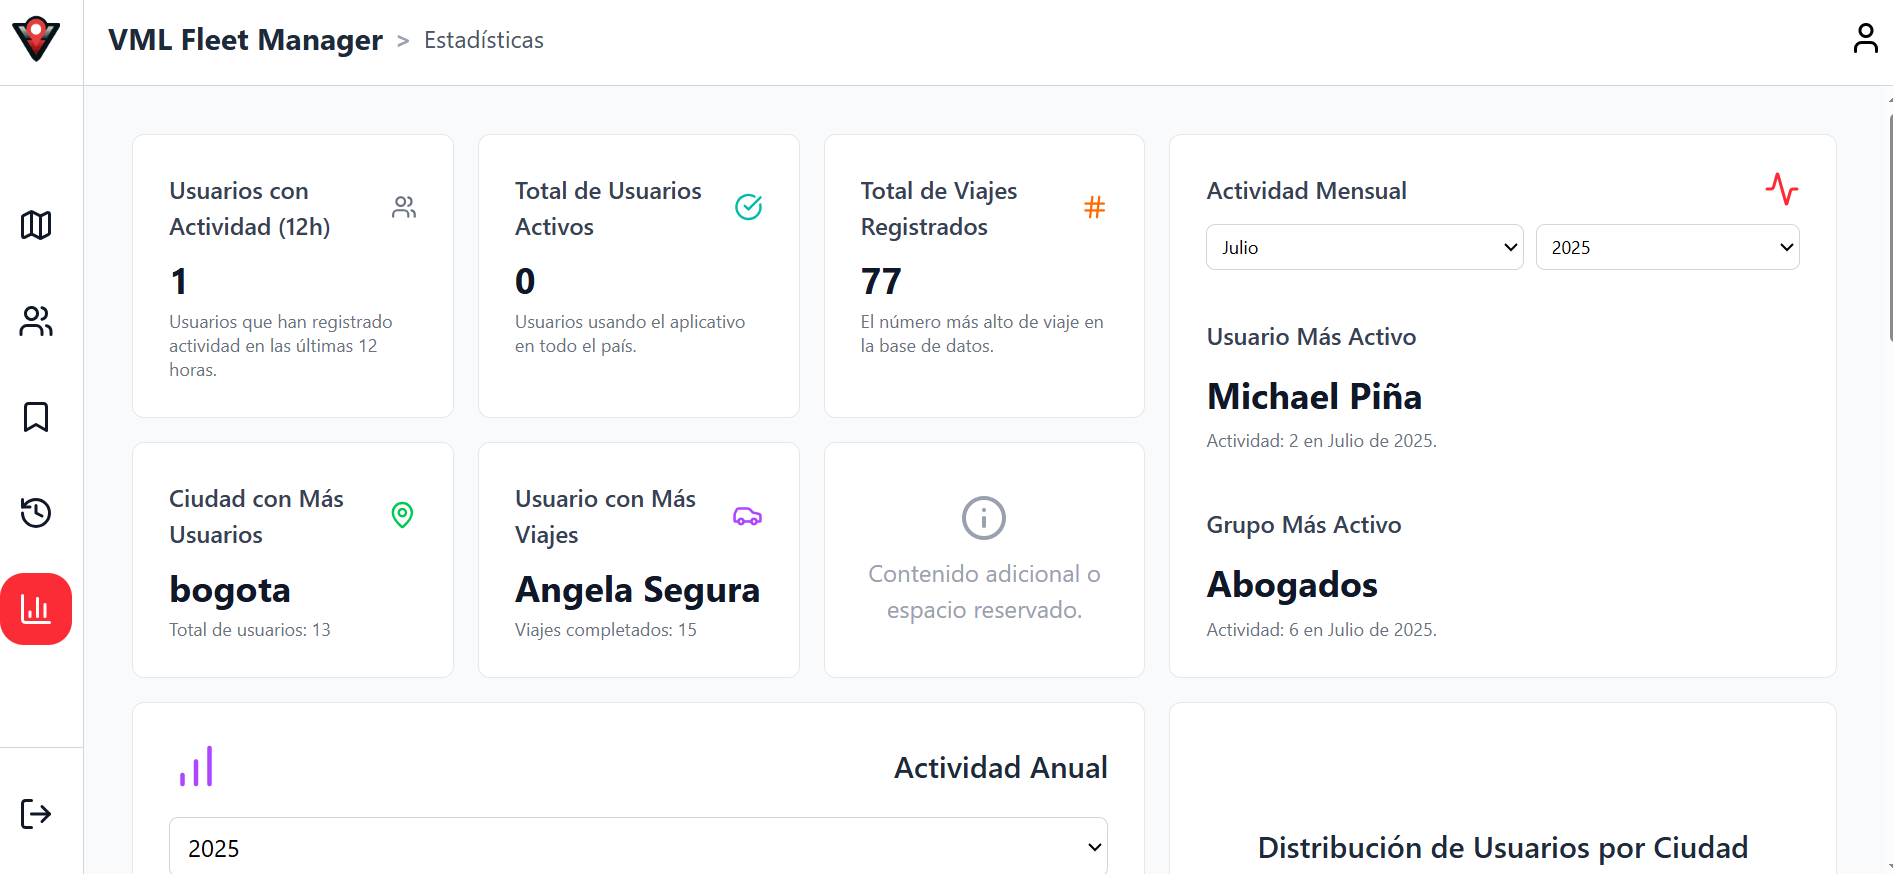 VML Fleet Manager > Estadísticas
Usuarios con
Actividad (12h)
1
Usuarios que han registrado
actividad en las últimas 12
horas.
Total de Usuarios
Activos
0
Usuarios usando el aplicativo
en todo el país.
Total de Viajes
Registrados
77
El número más alto de viaje en
la base de datos.
Actividad Mensual
Julio
2025
Usuario Más Activo
Michael Piña
Actividad: 2 en Julio de 2025.
Grupo Más Activo
Abogados
Actividad: 6 en Julio de 2025.
Ciudad con Más
Usuarios
bogota
Total de usuarios: 13
Usuario con Más
Viajes
Angela Segura
Viajes completados: 15
Contenido adicional o
espacio reservado.
Actividad Anual
2025
Distribución de Usuarios por Ciudad